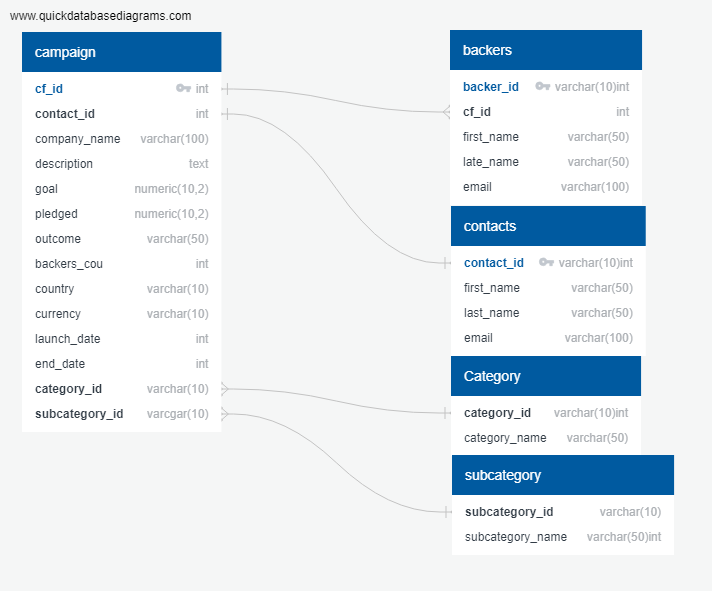 www.quickdatabasediagrams.com
campaign
cf_id int
contact_id int
company_name varchar(100)
description text
goal numeric(10,2)
pledged numeric(10,2)
outcome varchar(50)
backers_cou int
country varchar(10)
currency varchar(10)
launch_date int
end_date int
category_id varchar(10)
subcategory_id varcgar(10)
backers
backer_id varchar(10)int
cf_id int
first_name varchar(50)
late_name varchar(50)
email varchar(100)
contacts
contact_id varchar(10)int
first_name varchar(50)
last_name varchar(50)
email varchar(100)
Category
category_id varchar(10)int
category_name varchar(50)
subcategory
subcategory_id varchar(10)
subcategory_name varchar(50)int